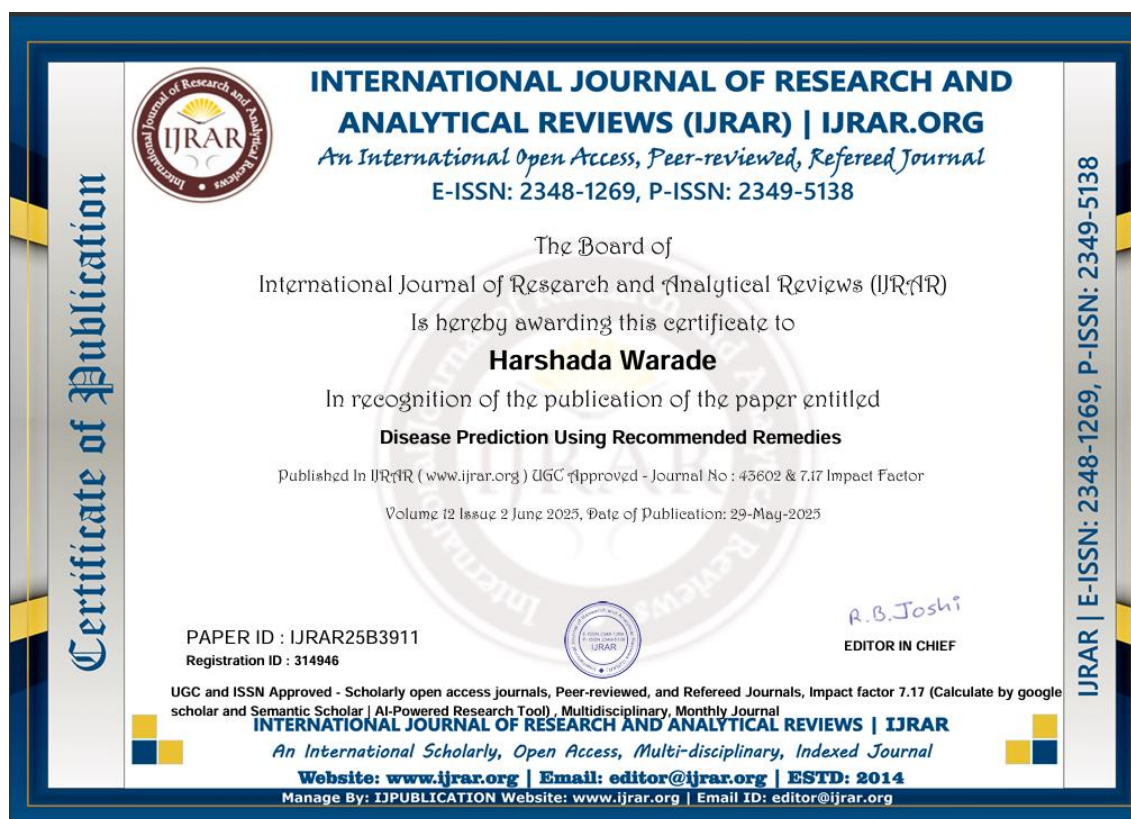 Certificate of Publication
International Journal of Research and Analytical Reviews
IJRAR
INTERNATIONAL JOURNAL OF RESEARCH AND
ANALYTICAL REVIEWS (IJRAR) | IJRAR.ORG
An International Open Access, Peer-reviewed, Refereed Journal
E-ISSN: 2348-1269, P-ISSN: 2349-5138
The Board of
International Journal of Research and Analytical Reviews (IJRAR)
Is hereby awarding this certificate to
Harshada Warade
In recognition of the publication of the paper entitled
Disease Prediction Using Recommended Remedies
Published In IJRAR ( www.ijrar.org ) UGC Approved - Journal No : 43602 & 7.17 Impact Factor
Volume 12 Issue 2 June 2025, Date of Publication: 29-May-2025
PAPER ID : IJRAR25B3911
Registration ID : 314946
IJRAR
R.B.Joshi
EDITOR IN CHIEF
UGC and ISSN Approved - Scholarly open access journals, Peer-reviewed, and Refereed Journals, Impact factor 7.17 (Calculate by google
scholar and Semantic Scholar | AI-Powered Research Tool) , Multidisciplinary, Monthly Journal
INTERNATIONAL JOURNAL OF RESEARCH AND ANALYTICAL REVIEWS | IJRAR
An International Scholarly, Open Access, Multi-disciplinary, Indexed Journal
Website: www.ijrar.org | Email: editor@ijrar.org | ESTD: 2014
Manage By: IJPUBLICATION Website: www.ijrar.org | Email ID: editor@ijrar.org
IJRAR | E-ISSN: 2348-1269, P-ISSN: 2349-5138